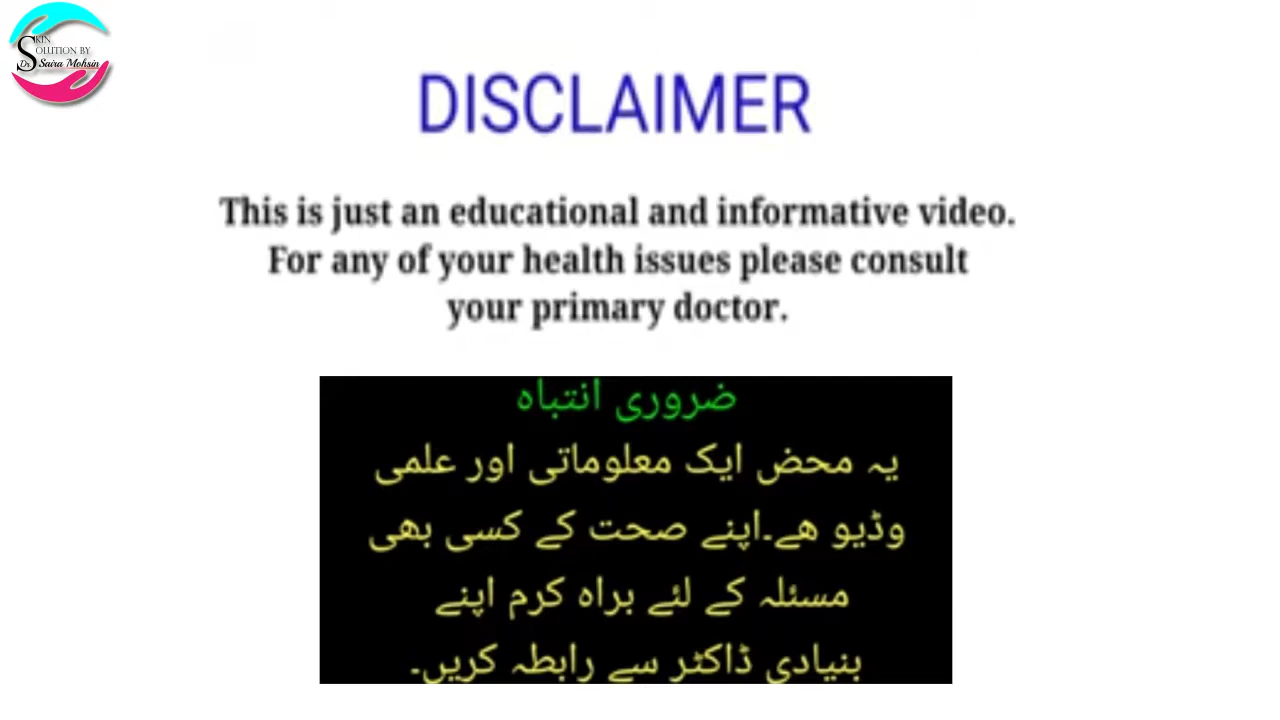 SKIN
SOLUTION BY
Dr. Saira Mohsin
DISCLAIMER
This is just an educational and informative video.
For any of your health issues please consult
your primary doctor.
ضروری انتباہ
یہ محض ایک معلوماتی اور علمی
وڈیو ھے۔اپنے صحت کے کسی بھی
مسئلہ کے لئے براہ کرم اپنے
بنیادی ڈاکٹر سے رابطہ کریں۔